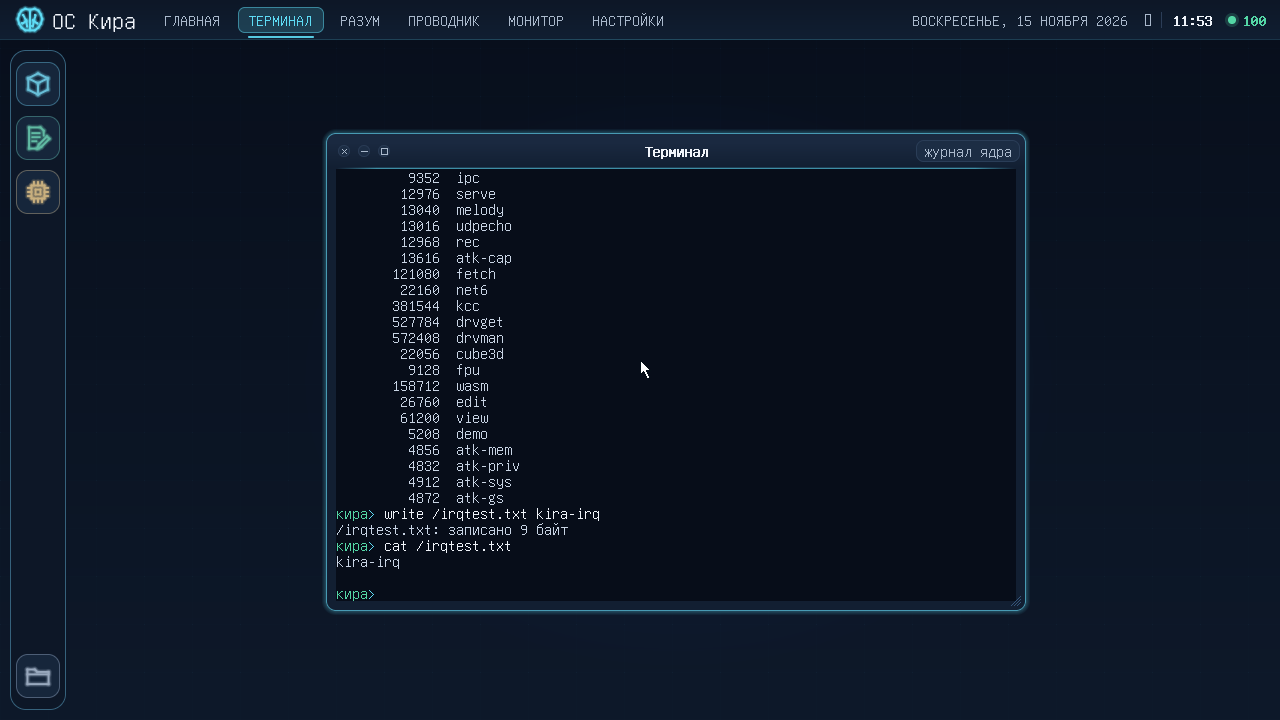 ОС Кира
ГЛАВНАЯ
ТЕРМИНАЛ
РАЗУМ
ПРОВОДНИК
МОНИТОР
НАСТРОЙКИ
ВОСКРЕСЕНЬЕ, 15 НОЯБРЯ 2026
11:53
100
Терминал
журнал ядра
9352 ipc
12976 serve
13040 melody
13016 udpecho
12968 rec
13616 atk-cap
121080 fetch
22160 net6
381544 kcc
527784 drvget
572408 drvman
22056 cube3d
9128 fpu
158712 wasm
26760 edit
61200 view
5208 demo
4856 atk-mem
4832 atk-priv
4912 atk-sys
4872 atk-gs
кира> write /irqtest.txt kira-irq
/irqtest.txt: записано 9 байт
кира> cat /irqtest.txt
kira-irq
кира>